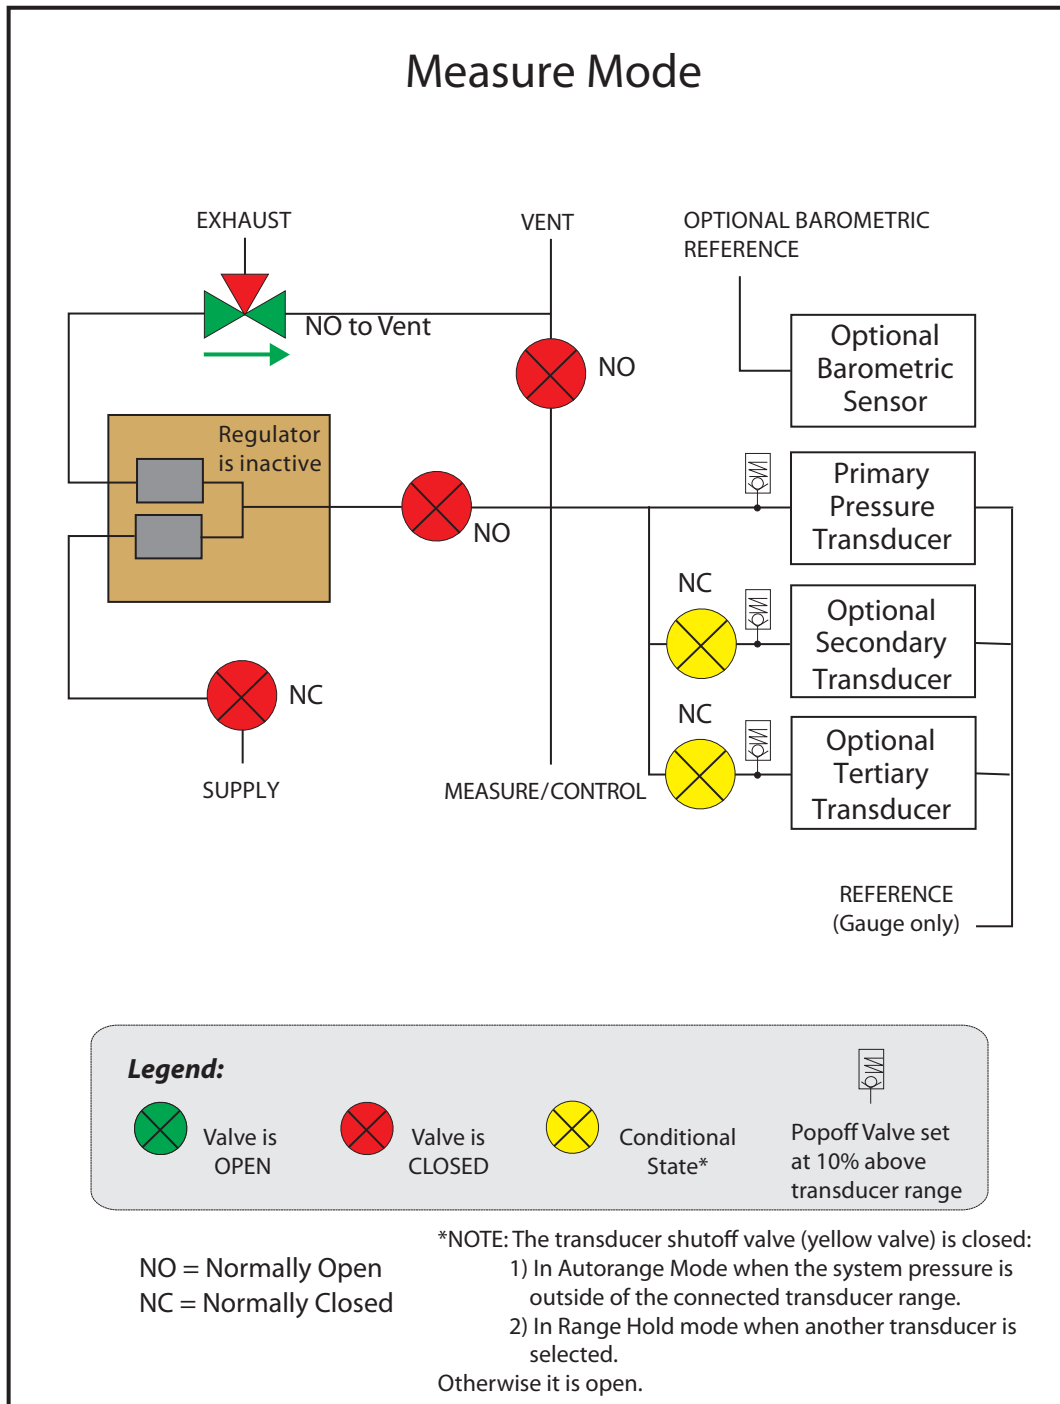 Measure Mode
EXHAUST
VENT
OPTIONAL BAROMETRIC
REFERENCE
NO to Vent
NO
Optional
Barometric
Sensor
Regulator
is inactive
NO
Primary
Pressure
Transducer
NC
Optional
Secondary
Transducer
NC
NC
Optional
Tertiary
Transducer
SUPPLY
MEASURE/CONTROL
REFERENCE
(Gauge only)
Legend:
Valve is
OPEN
Valve is
CLOSED
Conditional
State*
Popoff Valve set
at 10% above
transducer range
NO = Normally Open
NC = Normally Closed
*NOTE: The transducer shutoff valve (yellow valve) is closed:
1) In Autorange Mode when the system pressure is
outside of the connected transducer range.
2) In Range Hold mode when another transducer is
selected.
Otherwise it is open.